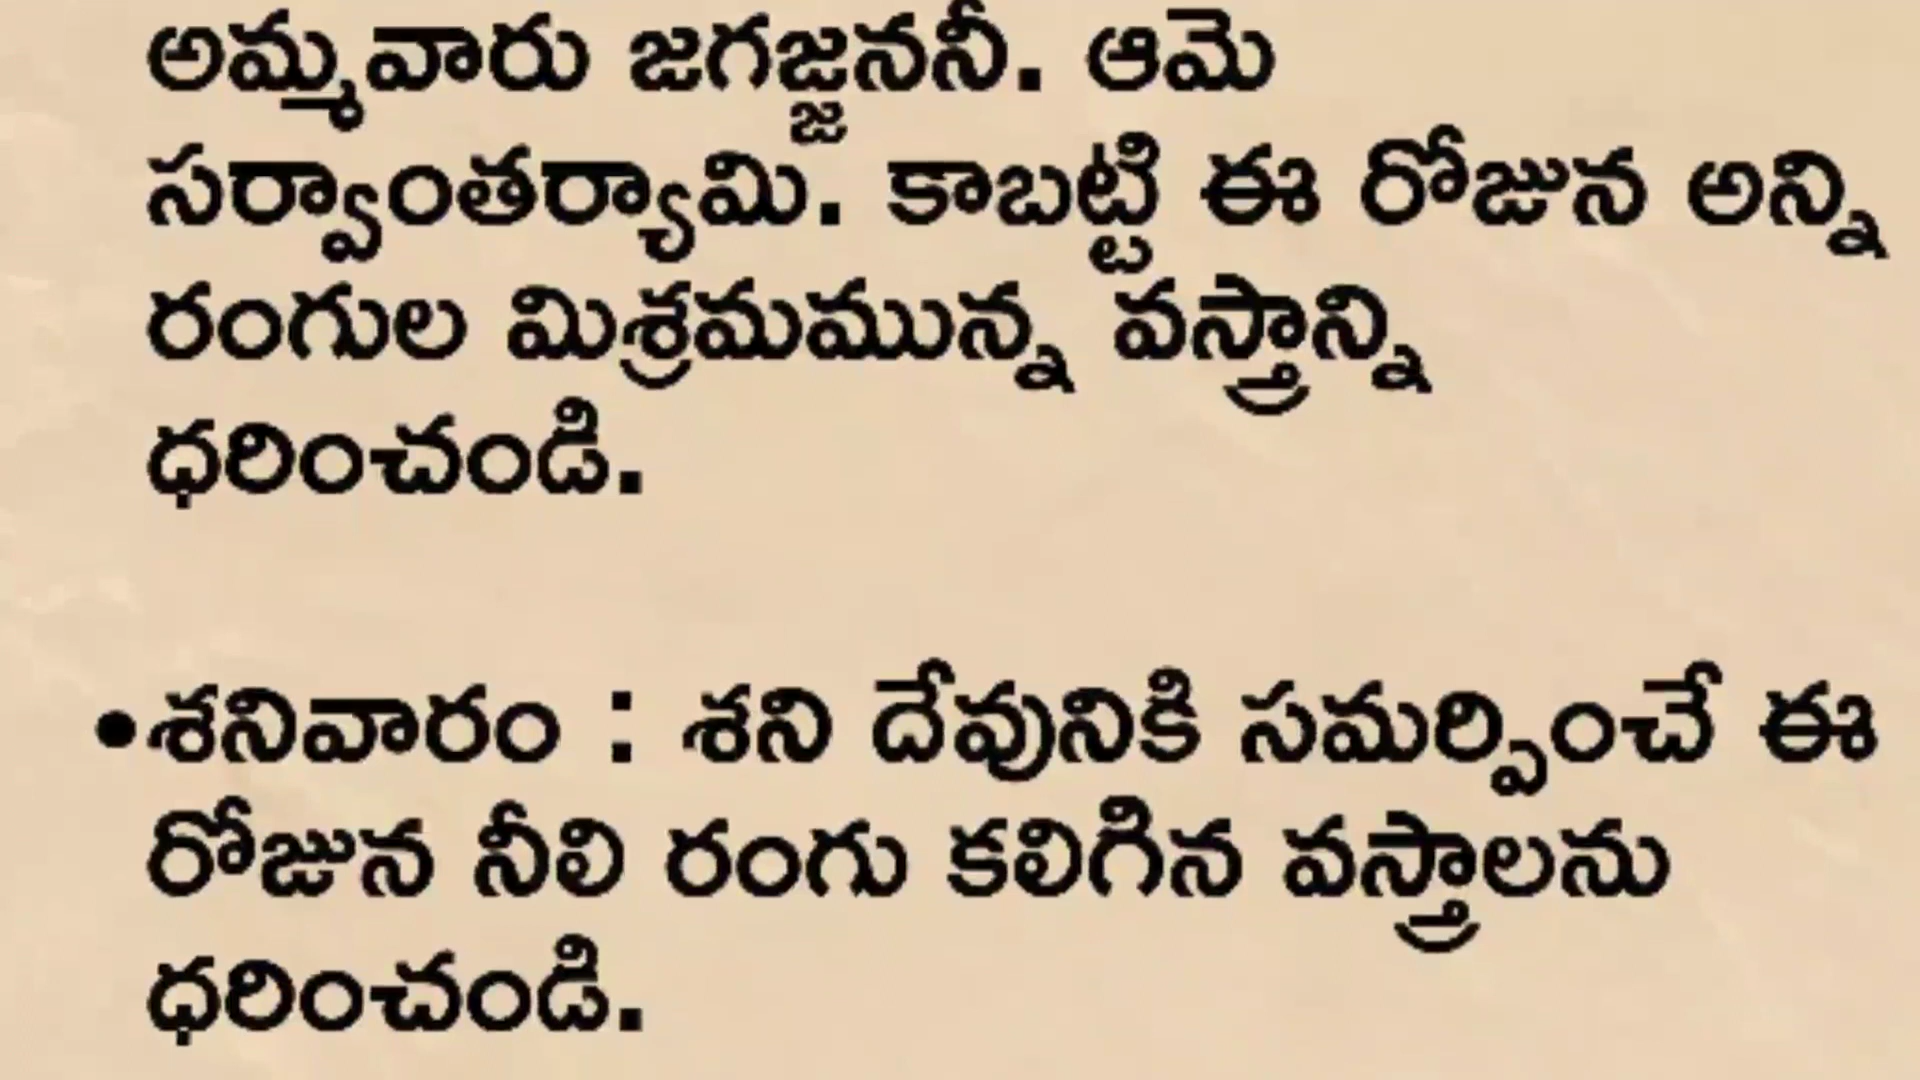 అమ్మవారు జగజ్జననీ. ఆమె
సర్వాంతర్యామి. కాబట్టి ఈ రోజున అన్ని
రంగుల మిశ్రమమున్న వస్త్రాన్ని
ధరించండి.
•శనివారం : శని దేవునికి సమర్పించే ఈ
రోజున నీలి రంగు కలిగిన వస్త్రాలను
ధరించండి.